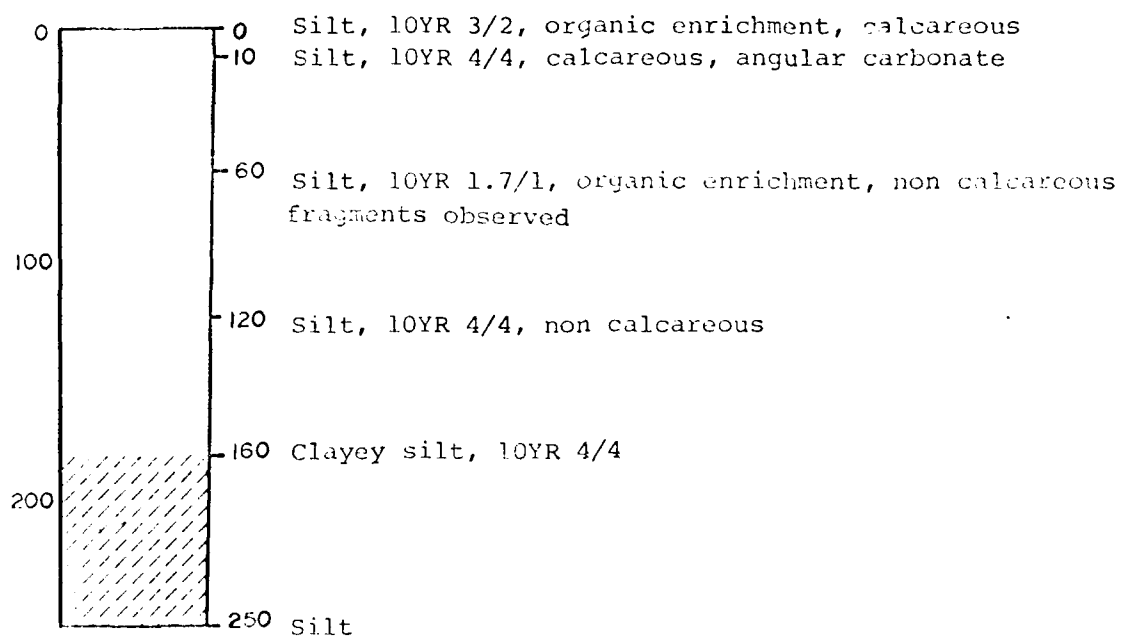 0
0 Silt, 10YR 3/2, organic enrichment, calcareous
10 Silt, 10YR 4/4, calcareous, angular carbonate
60 Silt, 10YR 1.7/1, organic enrichment, non calcareous
fragments observed
100
120 Silt, 10YR 4/4, non calcareous
160 Clayey silt, 10YR 4/4
200
250 Silt